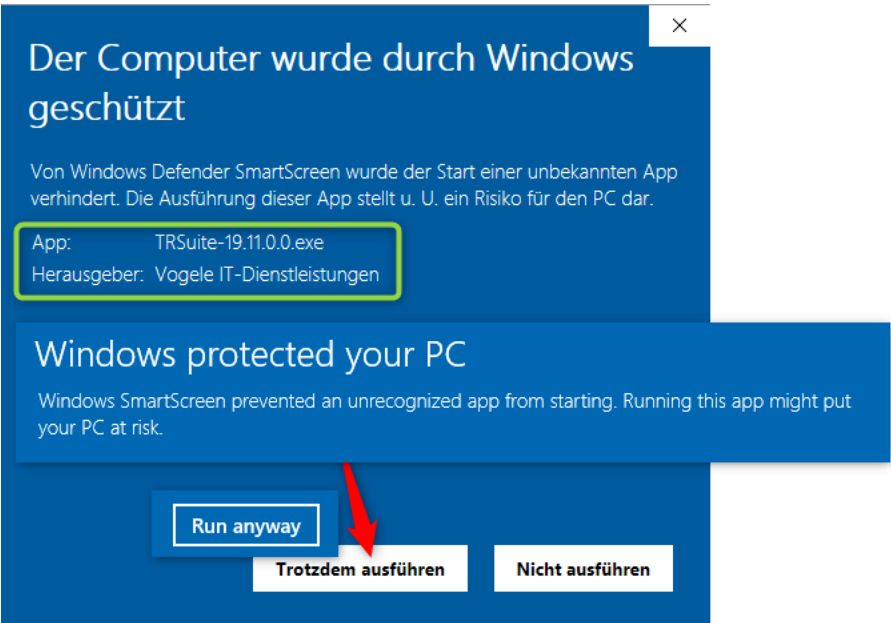 Der Computer wurde durch Windows
geschützt
Von Windows Defender SmartScreen wurde der Start einer unbekannten App
verhindert. Die Ausführung dieser App stellt u. U. ein Risiko für den PC dar.
App: TRSuite-19.11.0.0.exe
Herausgeber: Vogele IT-Dienstleistungen
Windows protected your PC
Windows SmartScreen prevented an unrecognized app from starting. Running this app might put
your PC at risk.
Run anyway
Trotzdem ausführen Nicht ausführen